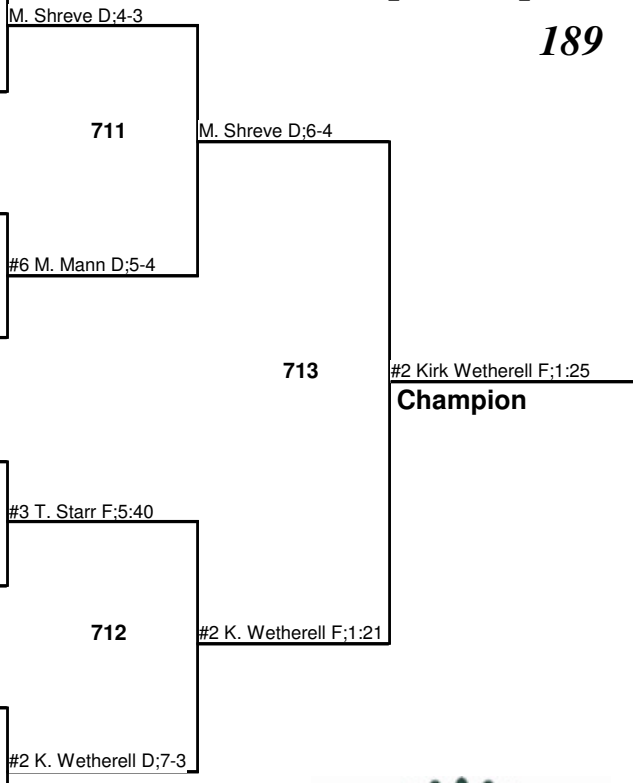 M. Shreve D;4-3
189
711
M. Shreve D;6-4
#6 M. Mann D;5-4
713
#2 Kirk Wetherell F;1:25
Champion
#3 T. Starr F;5:40
712
#2 K. Wetherell F;1:21
#2 K. Wetherell D;7-3